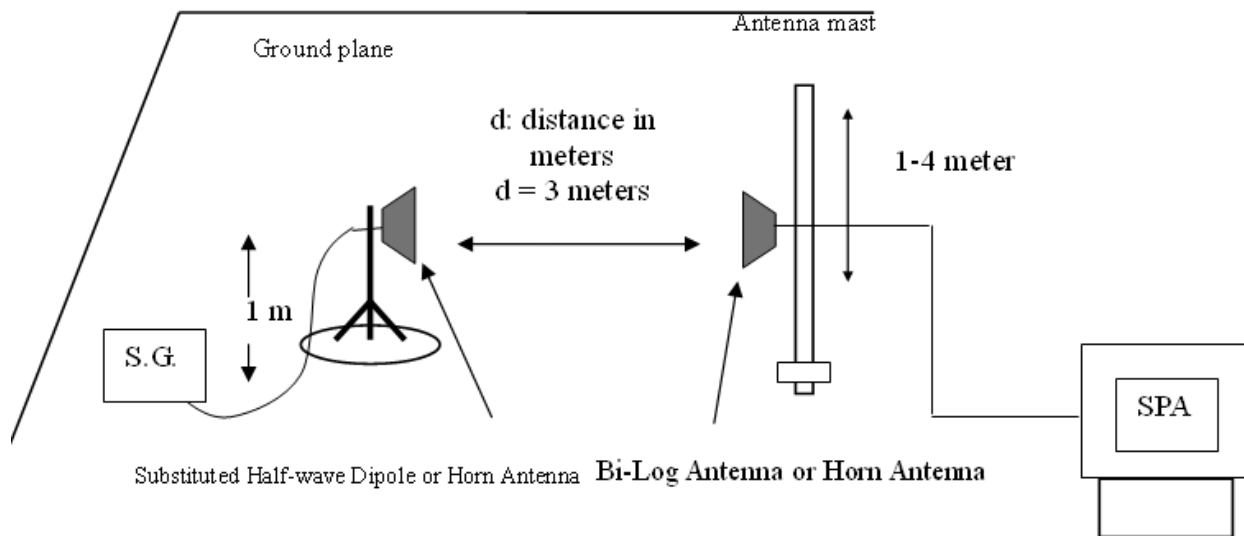 Antenna mast
Ground plane
d: distance in
meters
d = 3 meters
1-4 meter
1 m
S.G.
SPA
Substituted Half-wave Dipole or Horn Antenna
Bi-Log Antenna or Horn Antenna